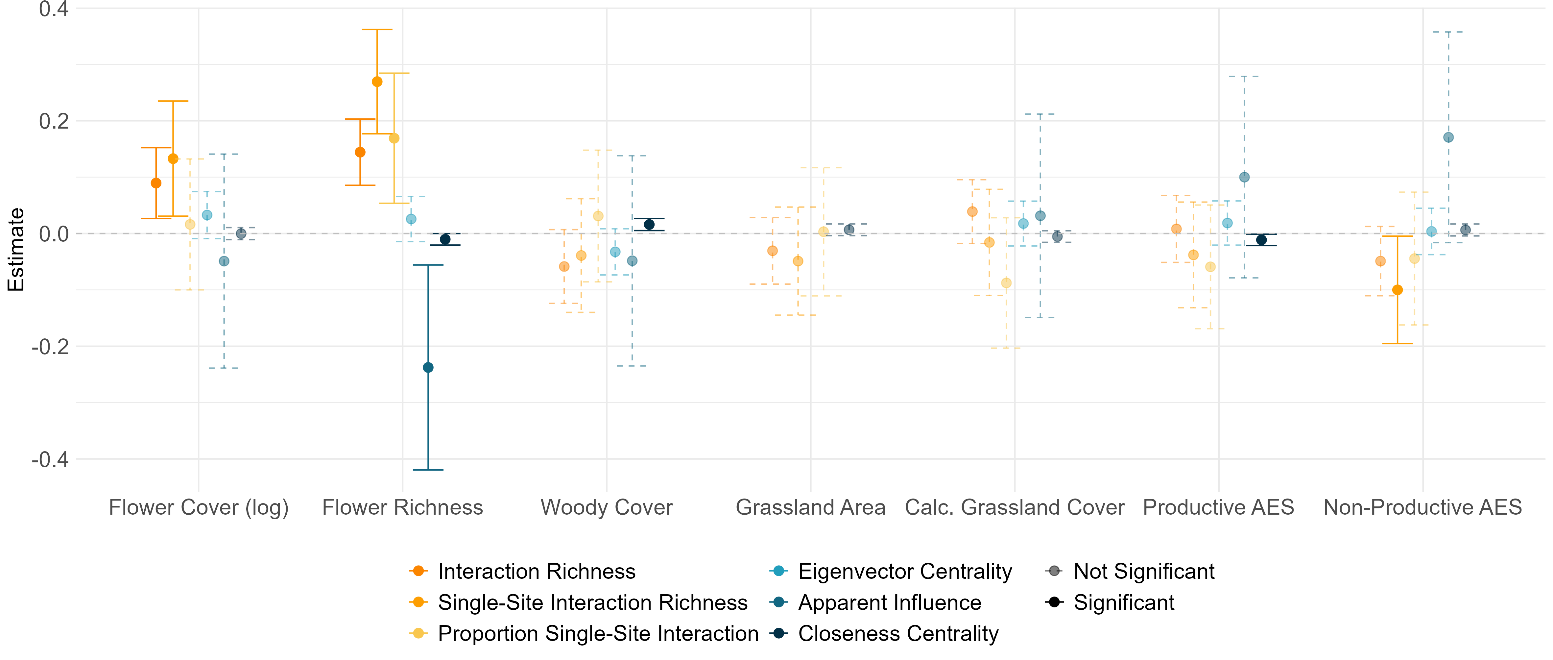 0.4
0.2
0.0
-0.2
-0.4
Estimate
Flower Cover (log) Flower Richness Woody Cover Grassland Area Calc. Grassland Cover Productive AES Non-Productive AES
Interaction Richness Eigenvector Centrality Not Significant
Single-Site Interaction Richness Apparent Influence Significant
Proportion Single-Site Interaction Closeness Centrality